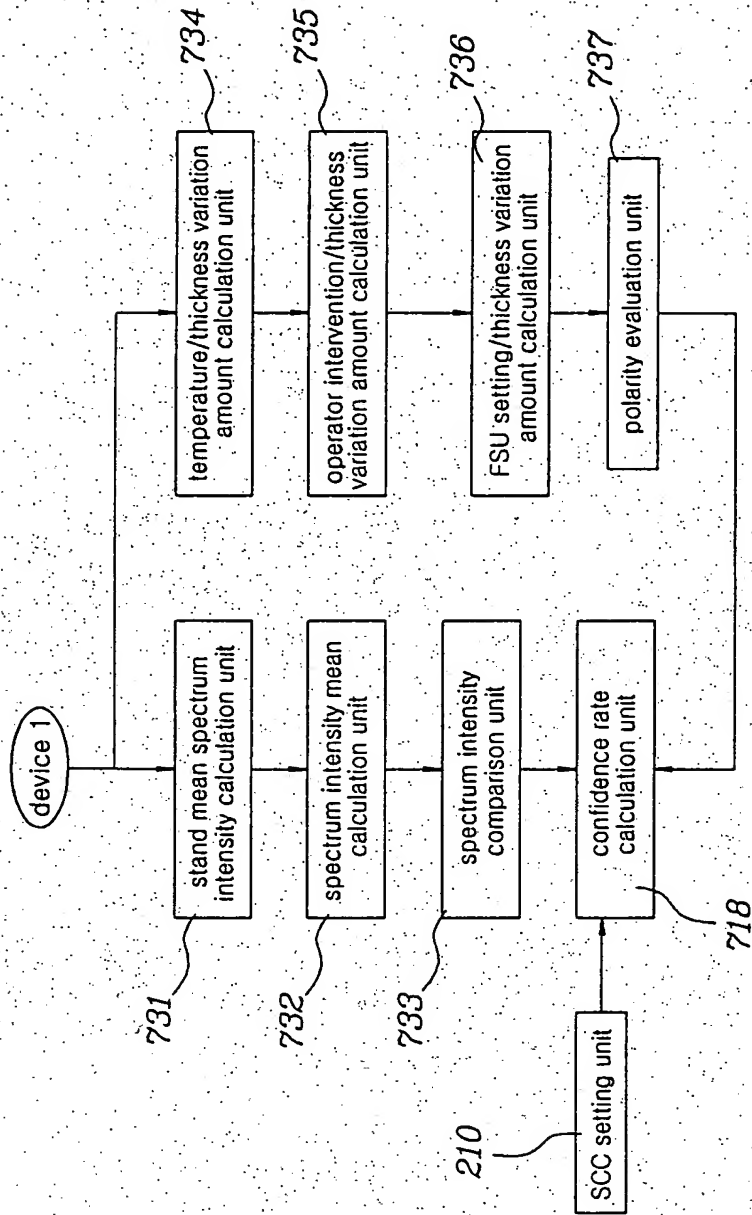 device 1
stand mean spectrum
intensity calculation unit
731
spectrum intensity mean
calculation unit
732
spectrum intensity
comparison unit
733
confidence rate
calculation unit
718
SCC setting unit
210
temperature/thickness variation
amount calculation unit
734
operator intervention/thickness
variation amount calculation unit
735
FSU setting/thickness variation
amount calculation unit
736
polarity evaluation unit
737